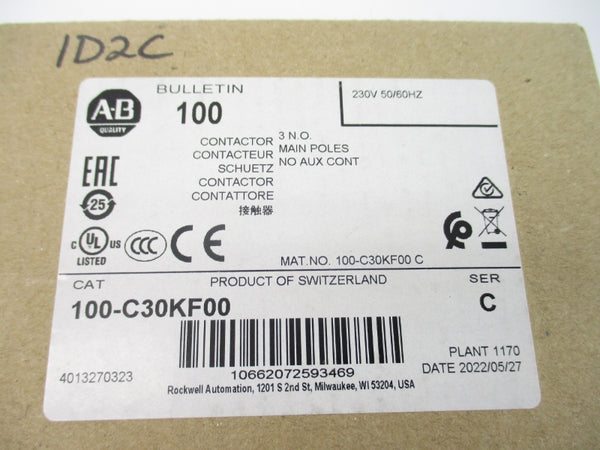 1D2C
A-B
QUALITY
BULLETIN
100
230V 50/60HZ
CONTACTOR
CONTACTEUR
SCHUETZ
CONTACTOR
CONTATTORE
接触器
3 N.O.
MAIN POLES
NO AUX CONT
EAC
25
C UL US
LISTED
CCC
CE
MAT.NO. 100-C30KF00 C
CAT
PRODUCT OF SWITZERLAND
SER
100-C30KF00
C
10662072593469
4013270323
PLANT 1170
DATE 2022/05/27
Rockwell Automation, 1201 S 2nd St, Milwaukee, WI 53204, USA